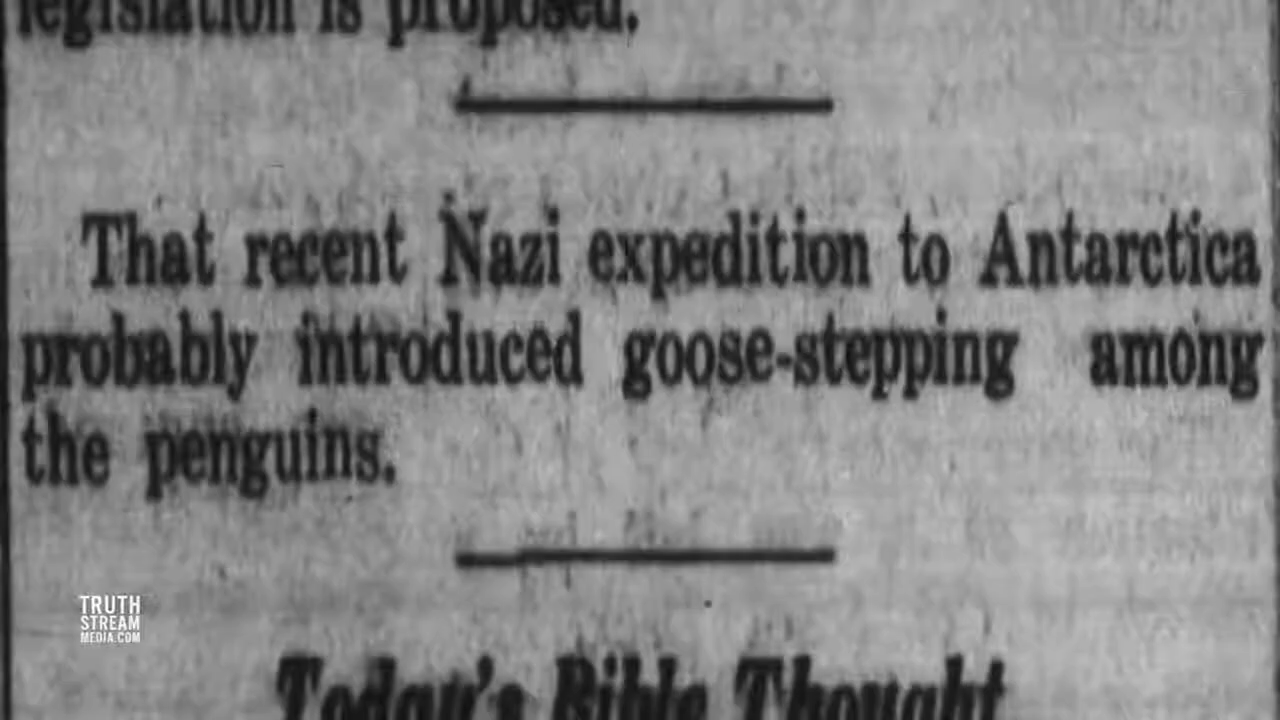 legislation is proposed.
That recent Nazi expedition to Antarctica
probably introduced goose-stepping among
the penguins.
TRUTH
STREAM
MEDIA.COM
Today's Bible Thought